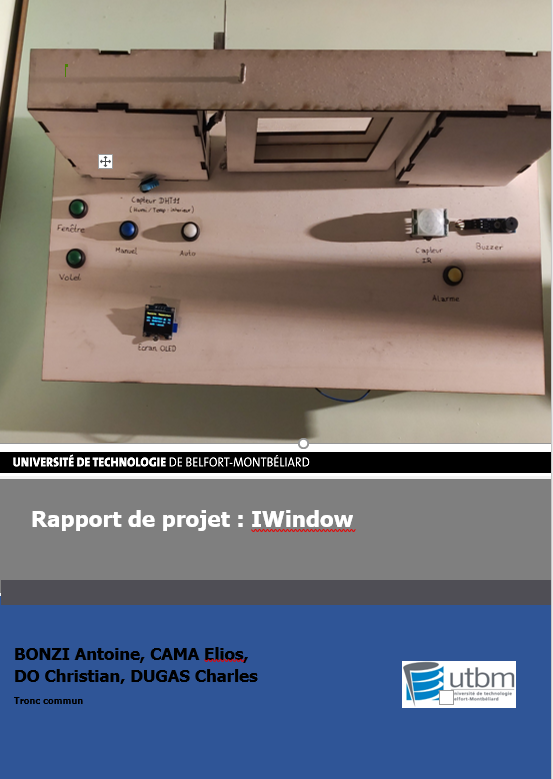 Capteur DHT11
(Humi/Temp interieur)
Fenêtre
Manuel
Auto
Capteur
IR
Buzzer
Volet
Alarme
Ecran OLED
UNIVERSITÉ DE TECHNOLOGIE DE BELFORT-MONTBÉLIARD
Rapport de projet : IWindow
BONZI Antoine, CAMA Elios,
DO Christian, DUGAS Charles
Tronc commun
utbm
université de technologie
Belfort-Montbéliard